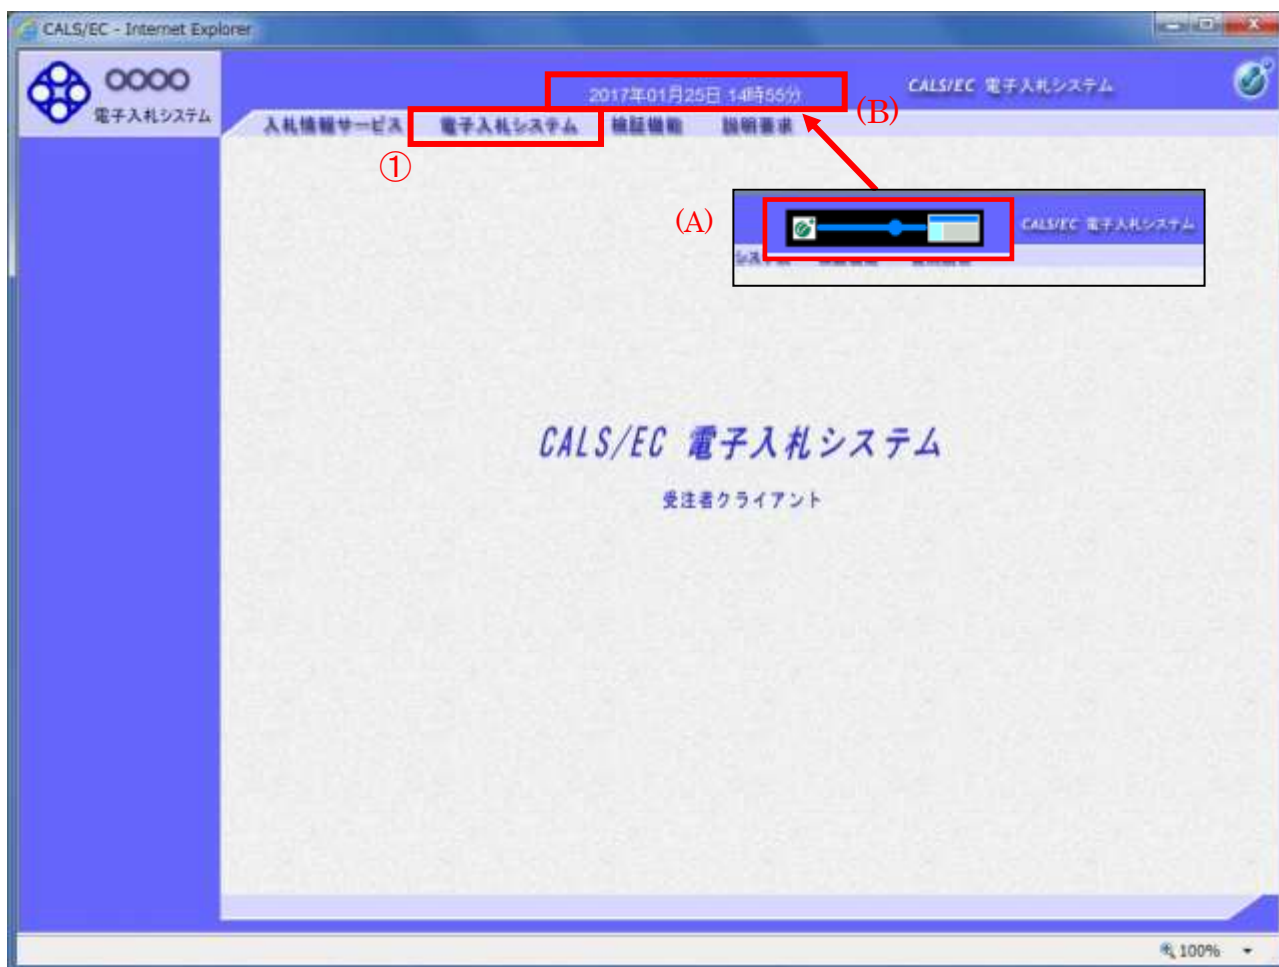 CALS/EC - Internet Explorer
○○○○
電子入札システム
2017年01月25日 14時55分
CALS/EC 電子入札システム
(B)
入札情報サービス 電子入札システム 検証機能 説明要求
①
(A)
CALS/EC 電子入札システム
CALS/EC 電子入札システム
受注者クライアント
100%